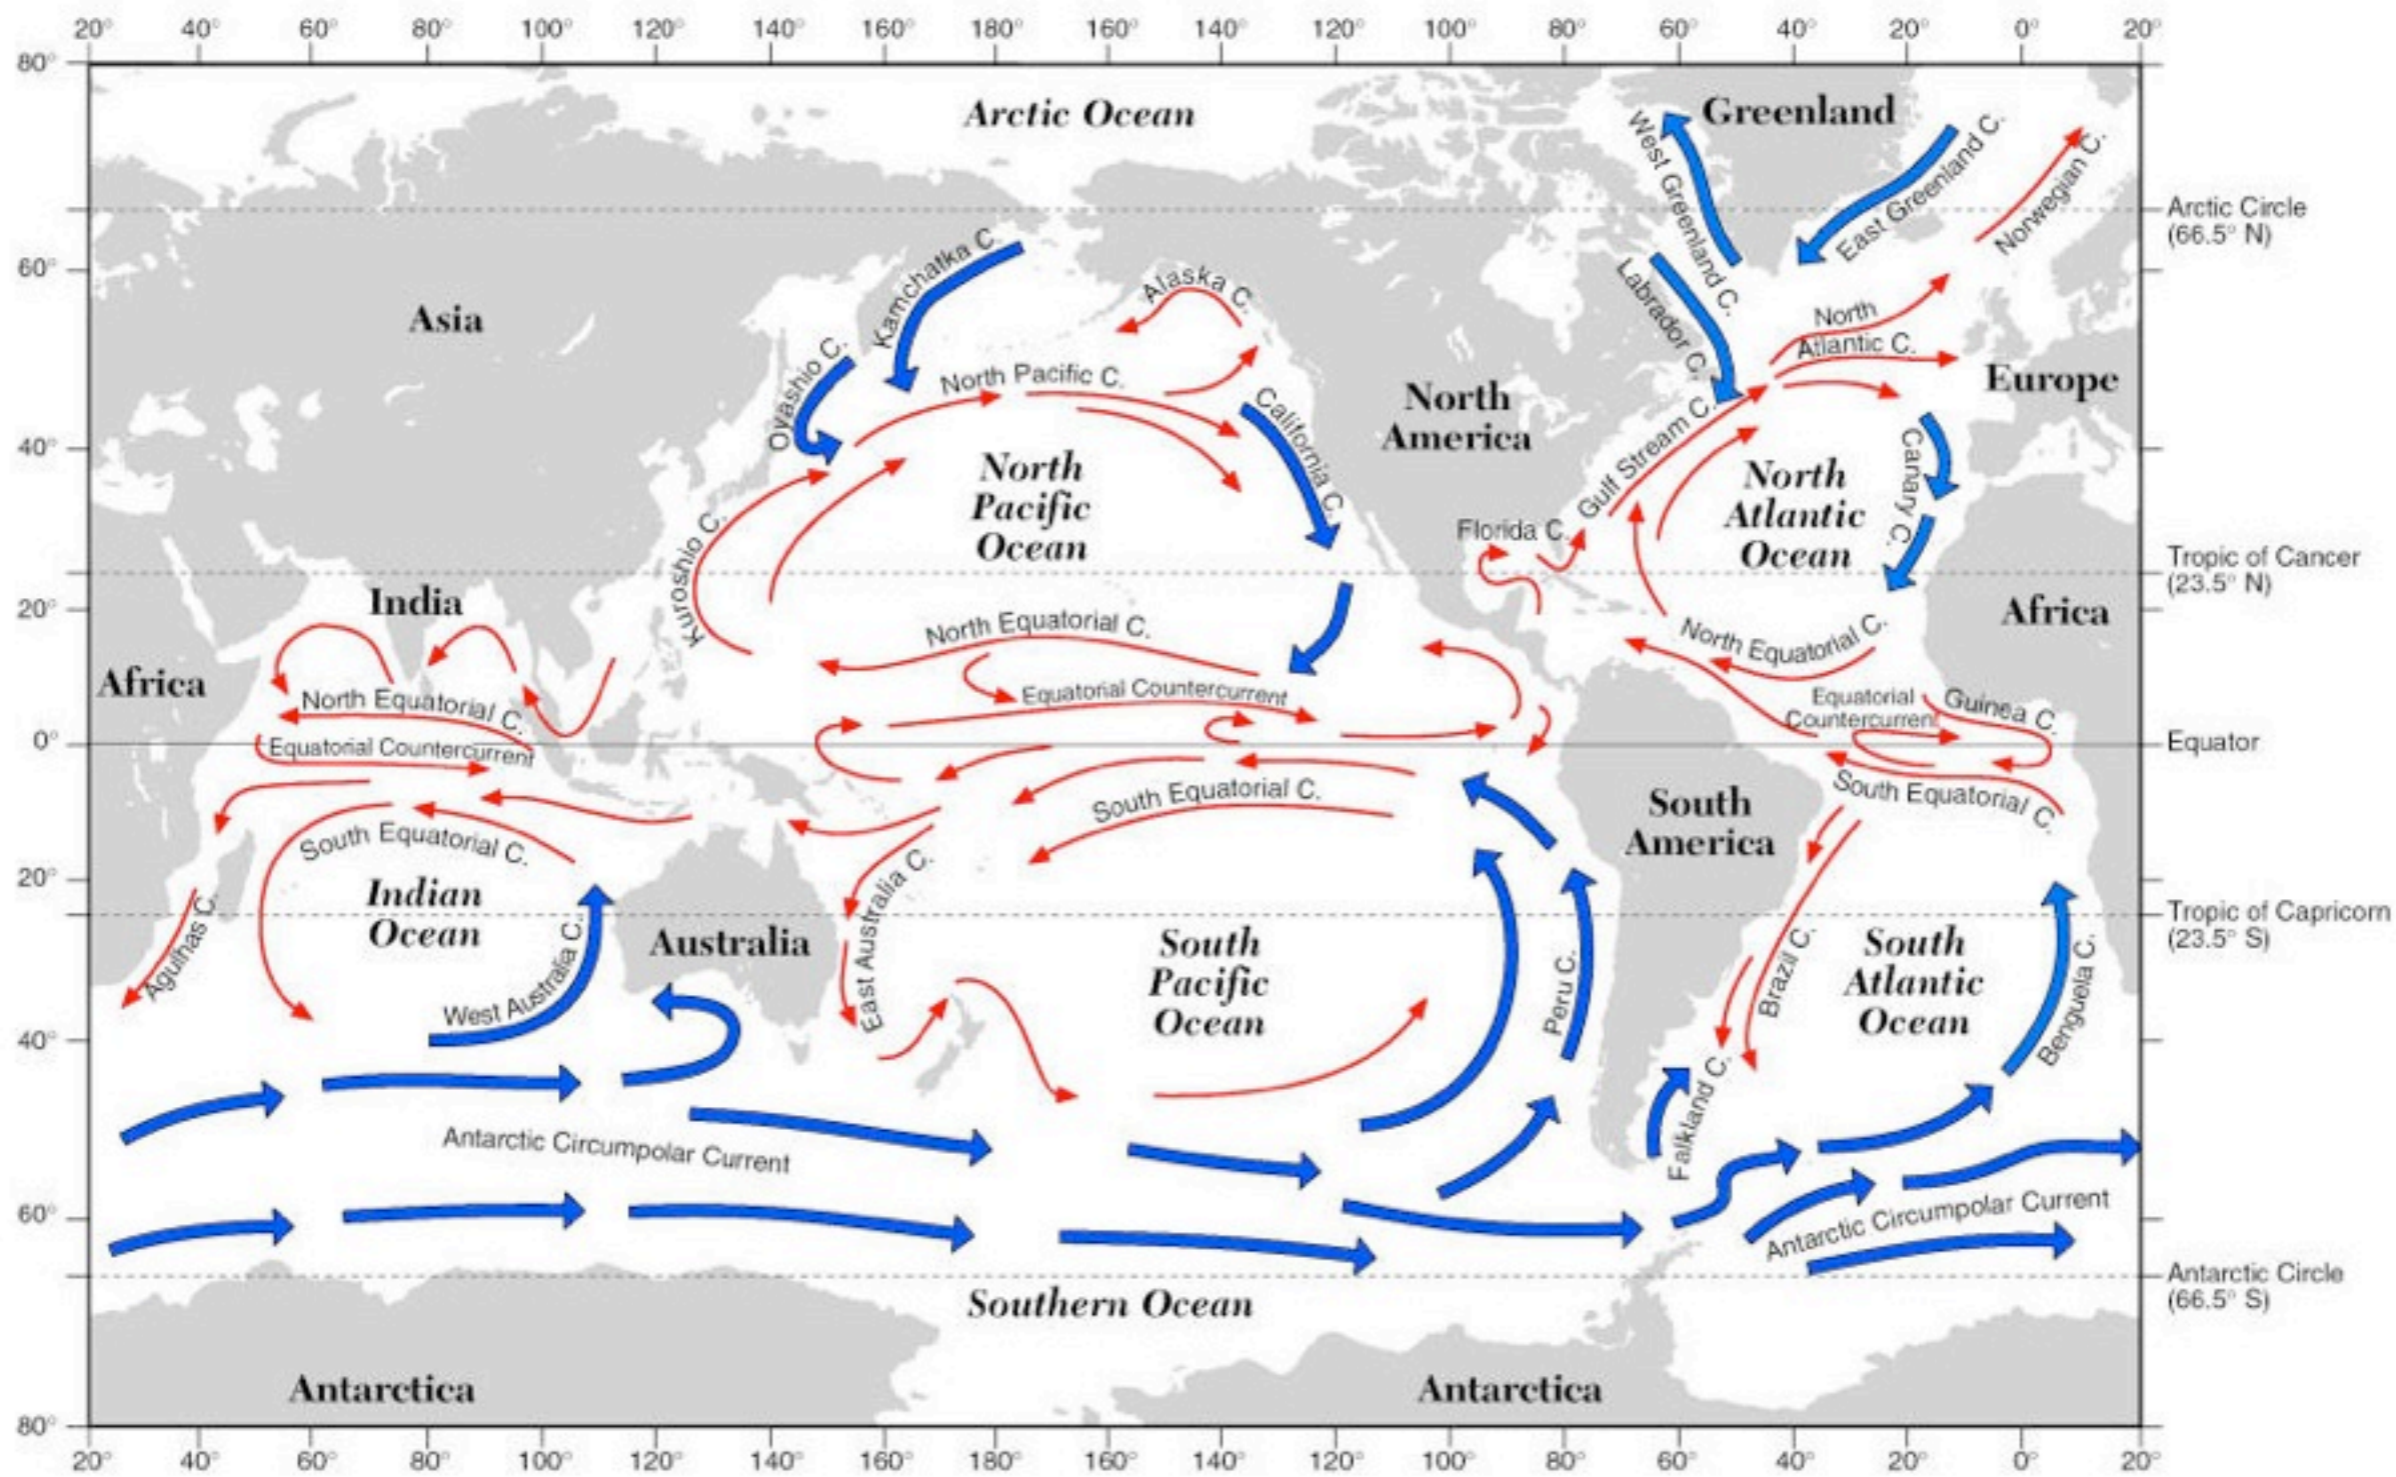 20° 40° 60° 80° 100° 120° 140° 160° 180° 160° 140° 120° 100° 80° 60° 40° 20° 0° 20°
80°
Arctic Ocean
Greenland
West Greenland C.
East Greenland C.
Norwegian C.
Arctic Circle
(66.5° N)
60°
Kamchatka C.
Alaska C.
Labrador C.
Asia
North
Atlantic C.
Oyashio C.
North Pacific C.
Europe
North
America
California C.
Gulf Stream C.
Canary C.
40°
North
Pacific
Ocean
North
Atlantic
Ocean
Florida C.
Kuroshio C.
Tropic of Cancer
(23.5° N)
India
20°
Africa
North Equatorial C.
North Equatorial C.
Africa
North Equatorial C.
Equatorial Countercurrent
Equatorial
Countercurrent
Guinea C.
0°
Equatorial Countercurrent
Equator
South Equatorial C.
South Equatorial C.
South
America
South Equatorial C.
East Australia C.
20°
Indian
Ocean
Agulhas C.
West Australia C.
Australia
Tropic of Capricorn
(23.5° S)
South
Pacific
Ocean
Peru C.
Brazil C.
South
Atlantic
Ocean
Benguela C.
40°
Falkland C.
Antarctic Circumpolar Current
60°
Antarctic Circumpolar Current
Antarctic Circle
(66.5° S)
Southern Ocean
Antarctica
Antarctica
80°
20° 40° 60° 80° 100° 120° 140° 160° 180° 160° 140° 120° 100° 80° 60° 40° 20° 0° 20°